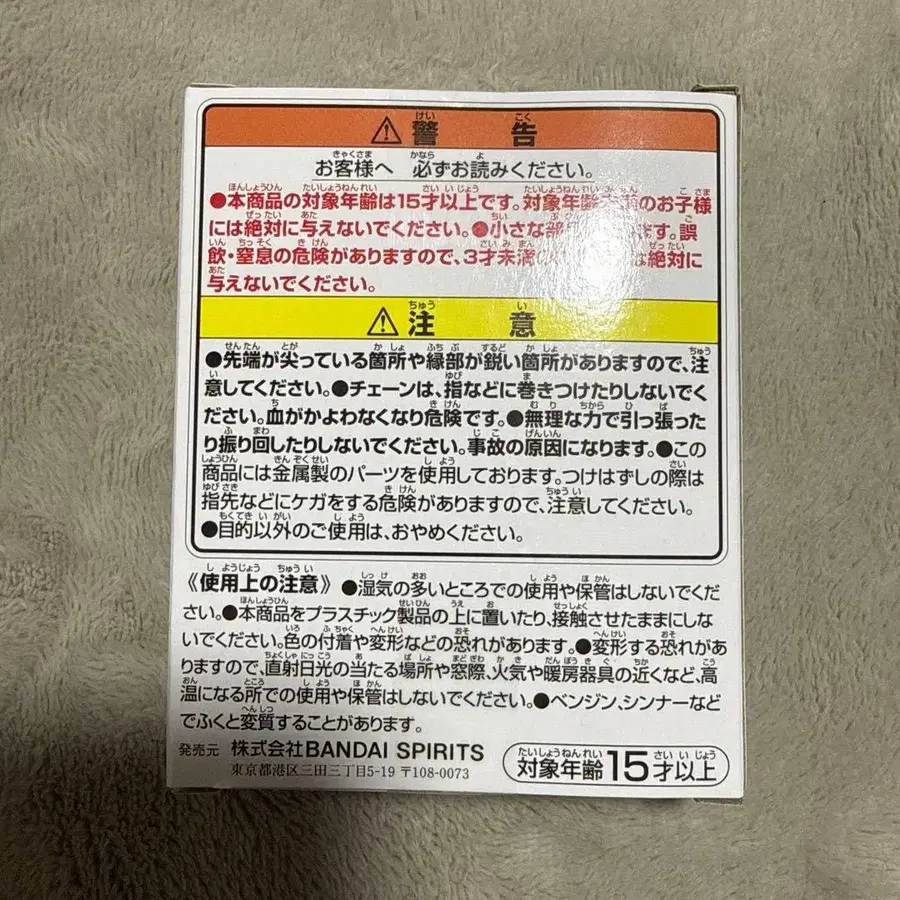 ⚠警告
お客様へ 必ずお読みください。
●本商品の対象年齢は15才以上です。対象年齢未満のお子様
には絶対に与えないでください。●小さな部 ます。誤
飲・窒息の危険がありますので、3才未満 は絶対に
与えないでください。
⚠注意
●先端が尖っている箇所や縁部が鋭い箇所がありますので、注
意してください。●チェーンは、指などに巻きつけたりしないでく
ださい。血がかよわなくなり危険です。●無理な力で引っ張った
り振り回したりしないでください。事故の原因になります。●この
商品には金属製のパーツを使用しております。つけはずしの際は
指先などにケガをする危険がありますので、注意してください。
●目的以外のご使用は、おやめください。
《使用上の注意》●湿気の多いところでの使用や保管はしないでくだ
さい。●本商品をプラスチック製品の上に置いたり、接触させたままにしな
いでください。色の付着や変形などの恐れがあります。●変形する恐れがあ
りますので、直射日光の当たる場所や窓際、火気や暖房器具の近くなど、高
温になる所での使用や保管はしないでください。●ベンジン、シンナーなど
でふくと変質することがあります。
発売元 株式会社BANDAI SPIRITS
東京都港区三田三丁目5-19 〒108-0073
対象年齢15才以上